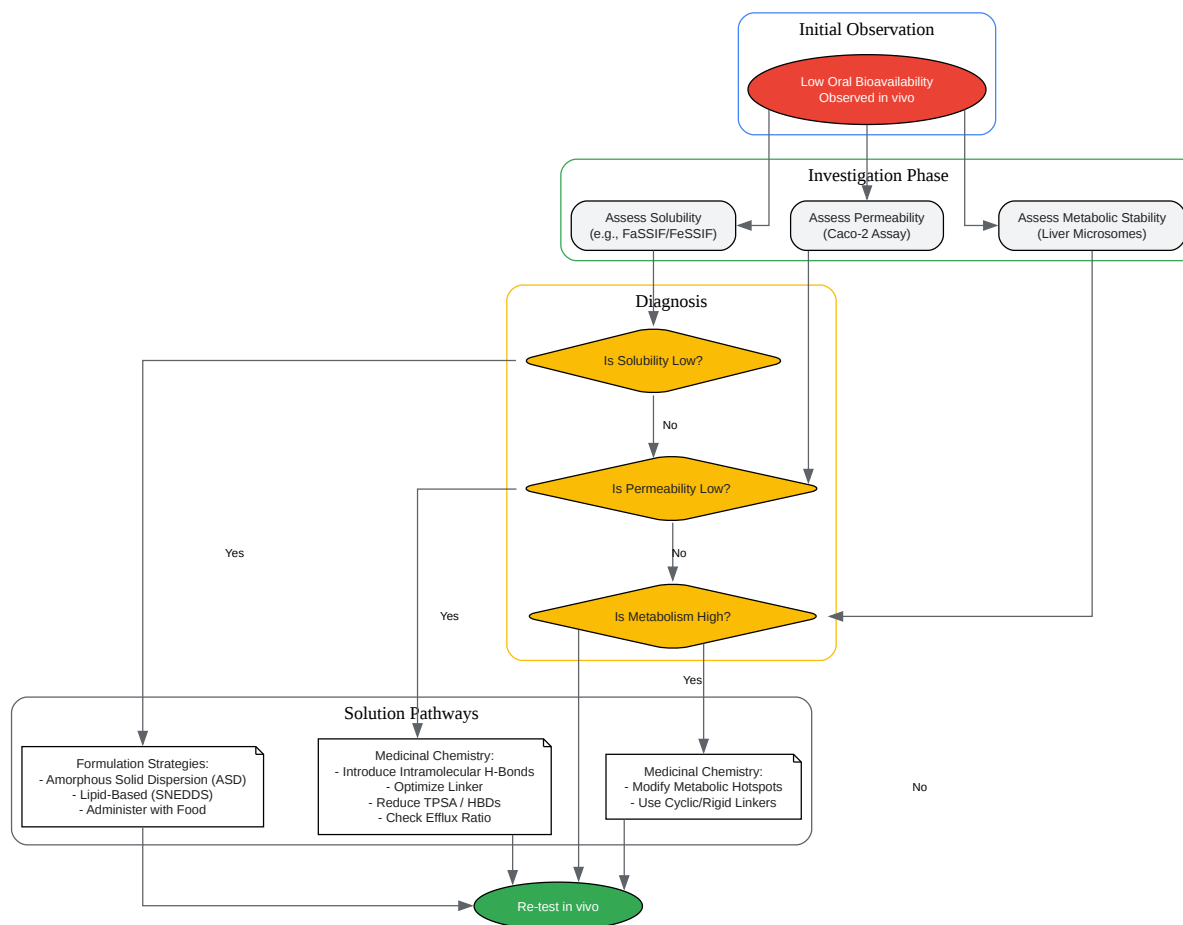 Initial Observation
Low Oral Bioavailability
Observed in vivo
Investigation Phase
Assess Solubility
(e.g., FaSSIF/FeSSIF)
Assess Permeability
(Caco-2 Assay)
Assess Metabolic Stability
(Liver Microsomes)
Diagnosis
Is Solubility Low?
No
Is Permeability Low?
Yes
No
Is Metabolism High?
Yes
Yes
Solution Pathways
Formulation Strategies:
- Amorphous Solid Dispersion (ASD)
- Lipid-Based (SNEDDS)
- Administer with Food
Medicinal Chemistry:
- Introduce Intramolecular H-Bonds
- Optimize Linker
- Reduce TPSA / HBDs
- Check Efflux Ratio
Medicinal Chemistry:
- Modify Metabolic Hotspots
- Use Cyclic/Rigid Linkers
No
Re-test in vivo